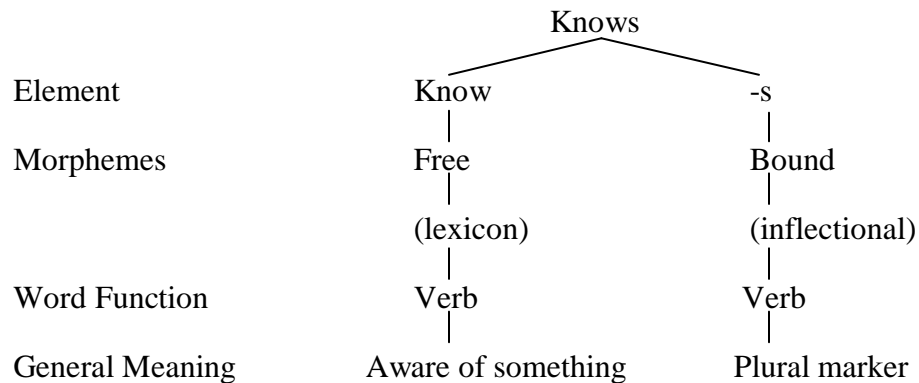 Knows
Element Know -s
Morphemes Free Bound
(lexicon) (inflectional)
Word Function Verb Verb
General Meaning Aware of something Plural marker